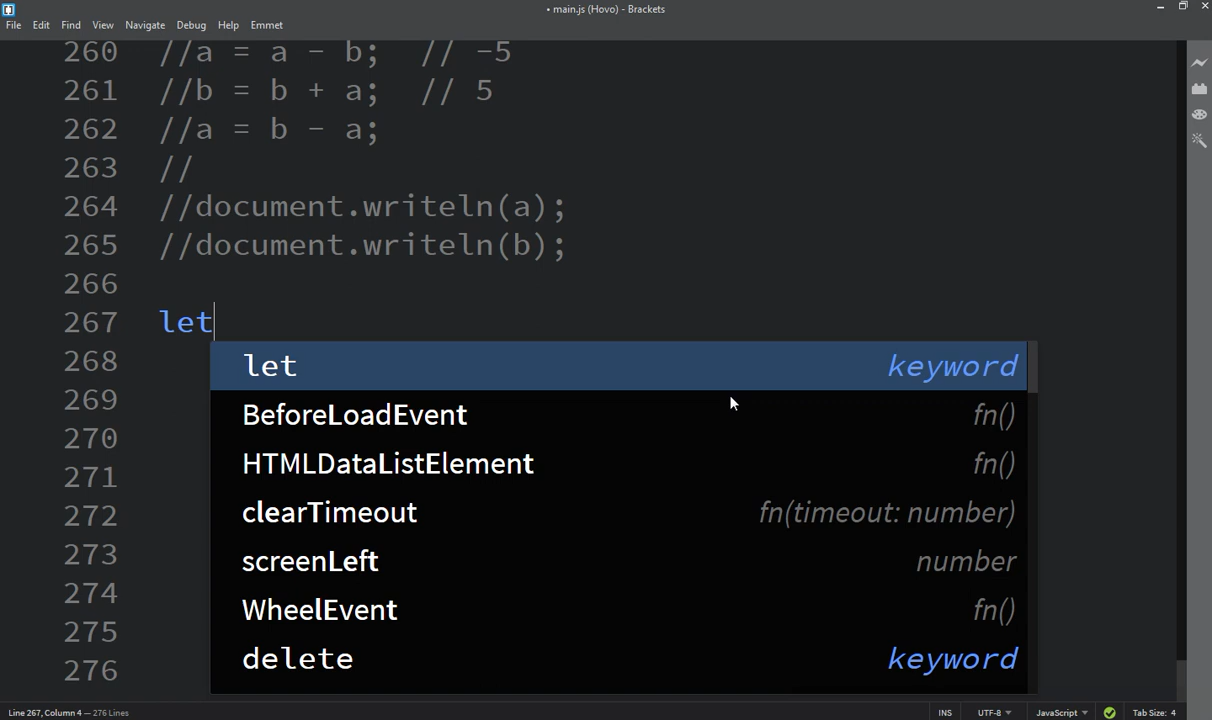 • main.js (Hovo) - Brackets
File Edit Find View Navigate Debug Help Emmet
260 //a = a - b; // -5
261 //b = b + a; // 5
262 //a = b - a;
263 //
264 //document.writeln(a);
265 //document.writeln(b);
266
267 let
268 let keyword
269 BeforeLoadEvent fn()
270 HTMLDataListElement fn()
271
272 clearTimeout fn(timeout: number)
273 screenLeft number
274 WheelEvent fn()
275
276 delete keyword
Line 267, Column 4 — 276 Lines INS UTF-8 JavaScript Tab Size: 4